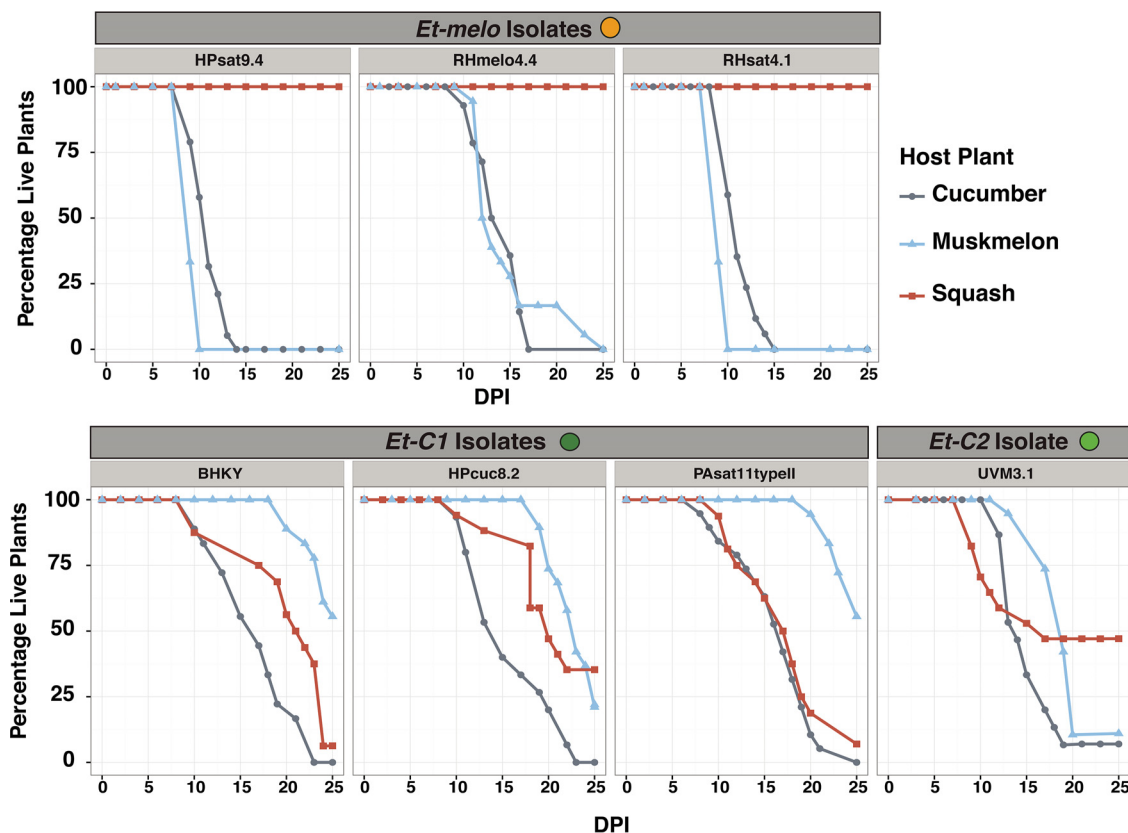 Et-melo Isolates
HPsat9.4 RHmelo4.4 RHsat4.1
Percentage Live Plants
100
75
50
25
0
0 5 10 15 20 25 0 5 10 15 20 25 0 5 10 15 20 25
DPI
Host Plant
Cucumber
Muskmelon
Squash
Et-C1 Isolates Et-C2 Isolate
BHKY HPcuc8.2 PAsat11typeII UVM3.1
Percentage Live Plants
100
75
50
25
0
0 5 10 15 20 25 0 5 10 15 20 25 0 5 10 15 20 25 0 5 10 15 20 25
DPI